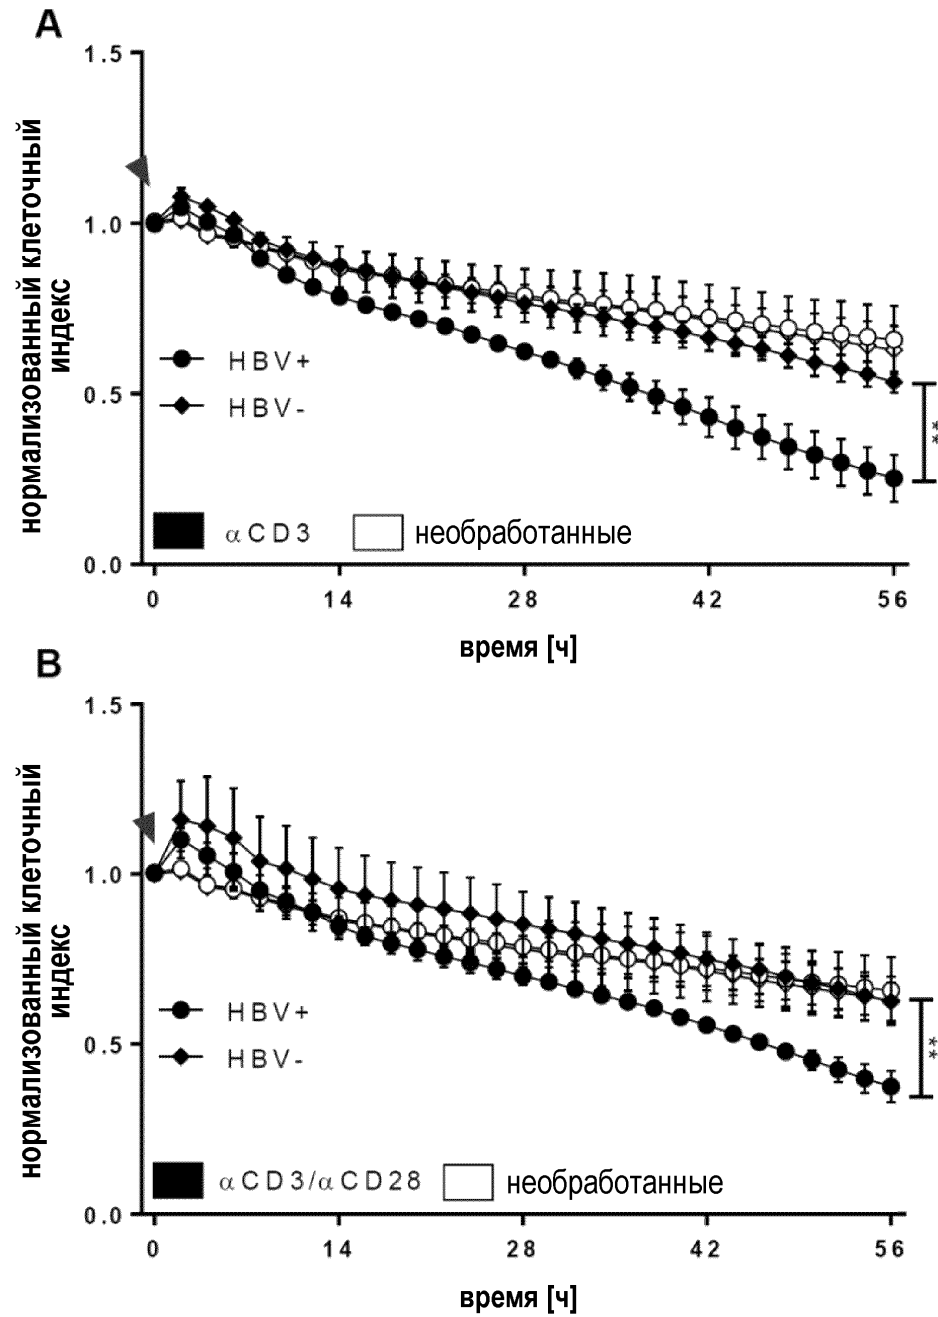 A
1.5
1.0
0.5
0.0
нормализованный клеточный
индекс
HBV+
HBV-
αCD3
необработанные
**
0 14 28 42 56
время [ч]
B
1.5
1.0
0.5
0.0
нормализованный клеточный
индекс
HBV+
HBV-
αCD3/αCD28
необработанные
**
0 14 28 42 56
время [ч]